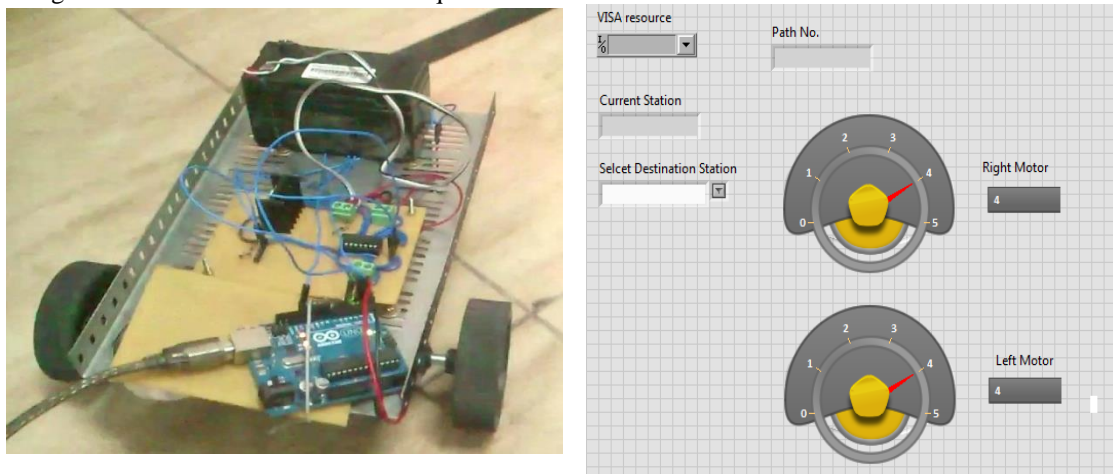 VISA resource
Path No.
I/O
Current Station
Selcet Destination Station
Right Motor
4
0 1 2 3 4 5
Left Motor
4
0 1 2 3 4 5